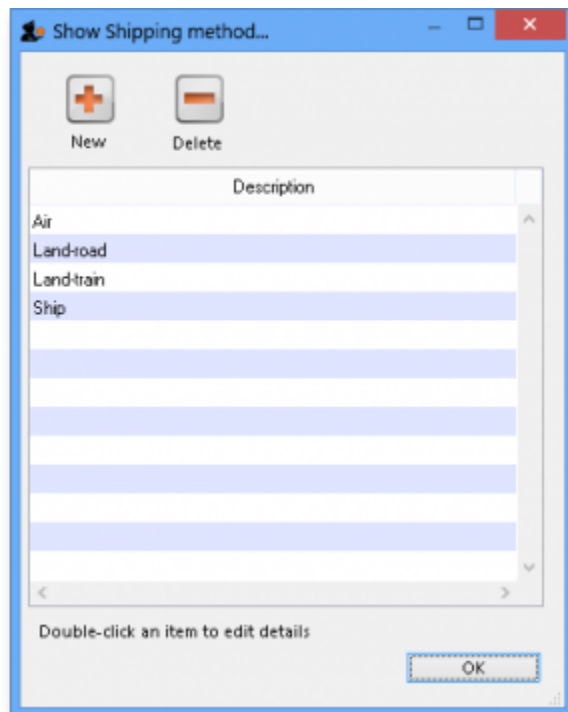 Show Shipping method...
New Delete
Description
Air
Land-road
Land-train
Ship
Double-click an item to edit details
OK